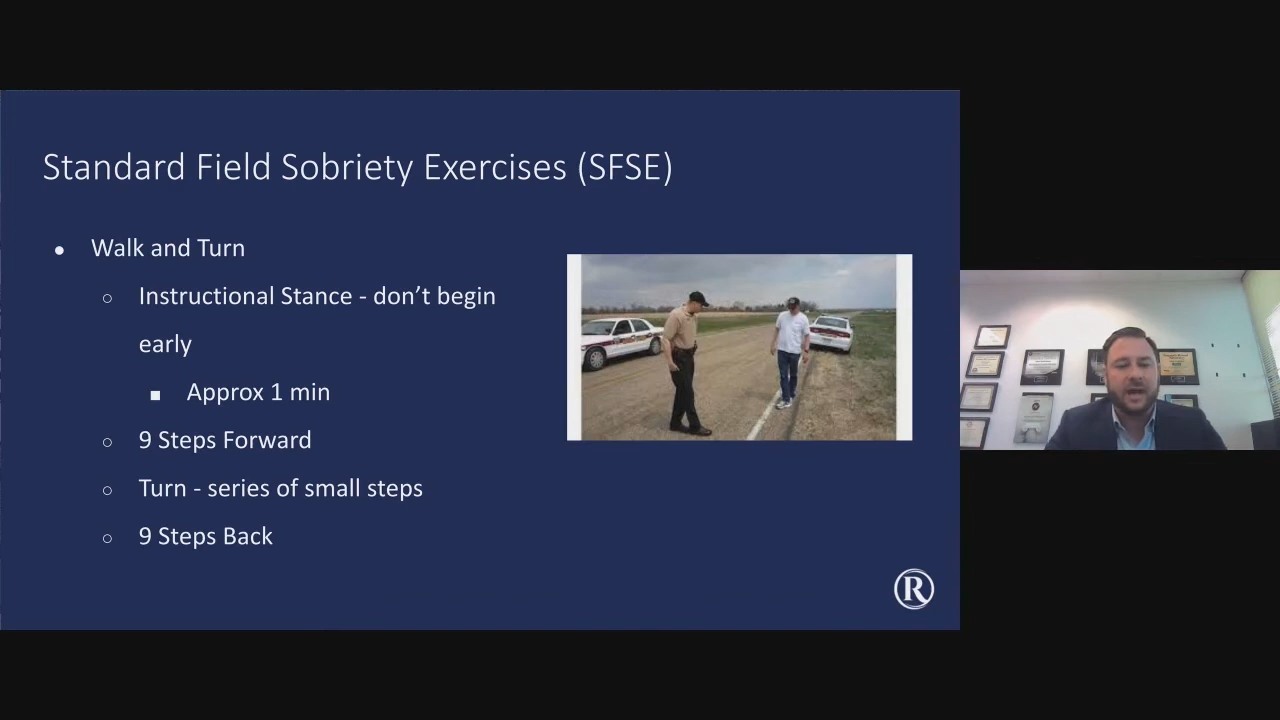 Standard Field Sobriety Exercises (SFSE)
● Walk and Turn
○ Instructional Stance - don’t begin
early
■ Approx 1 min
○ 9 Steps Forward
○ Turn - series of small steps
○ 9 Steps Back
R